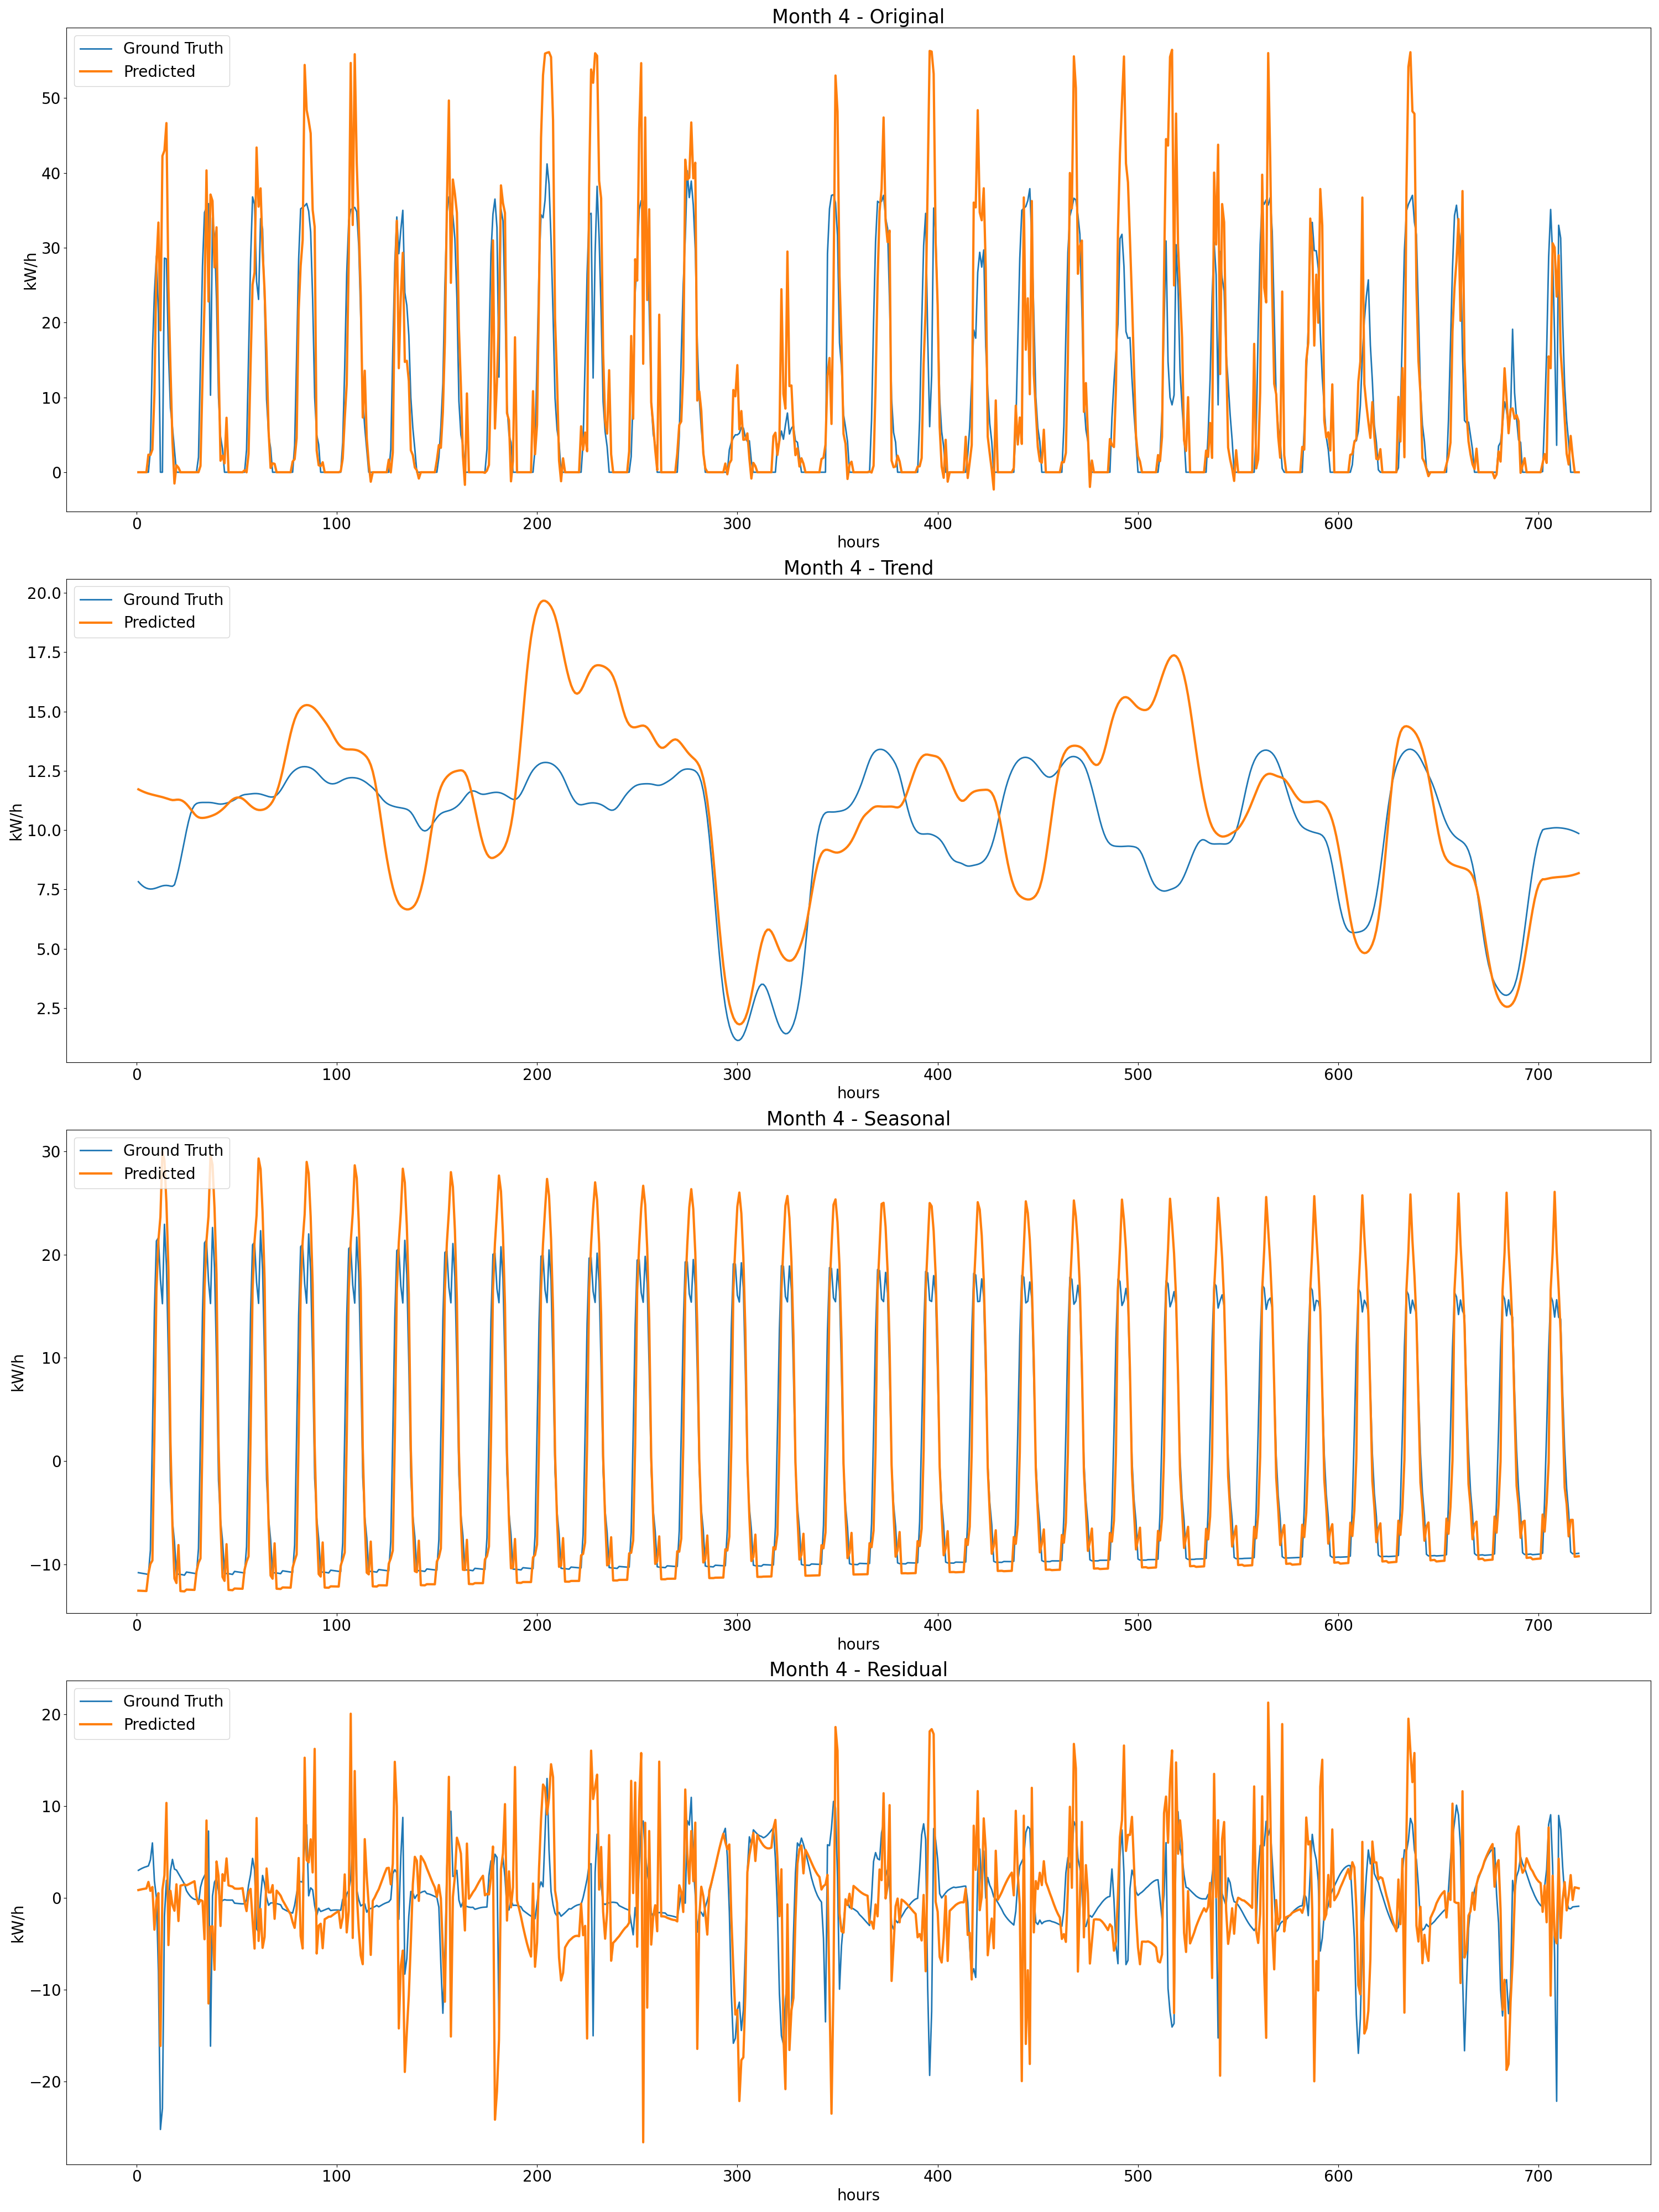 Month 4 - Original
Ground Truth
Predicted
50
40
30
20
10
0
kW/h
0 100 200 300 400 500 600 700
hours
Month 4 - Trend
Ground Truth
Predicted
20.0
17.5
15.0
12.5
10.0
7.5
5.0
2.5
kW/h
0 100 200 300 400 500 600 700
hours
Month 4 - Seasonal
Ground Truth
Predicted
30
20
10
0
−10
kW/h
0 100 200 300 400 500 600 700
hours
Month 4 - Residual
Ground Truth
Predicted
20
10
0
−10
−20
kW/h
0 100 200 300 400 500 600 700
hours